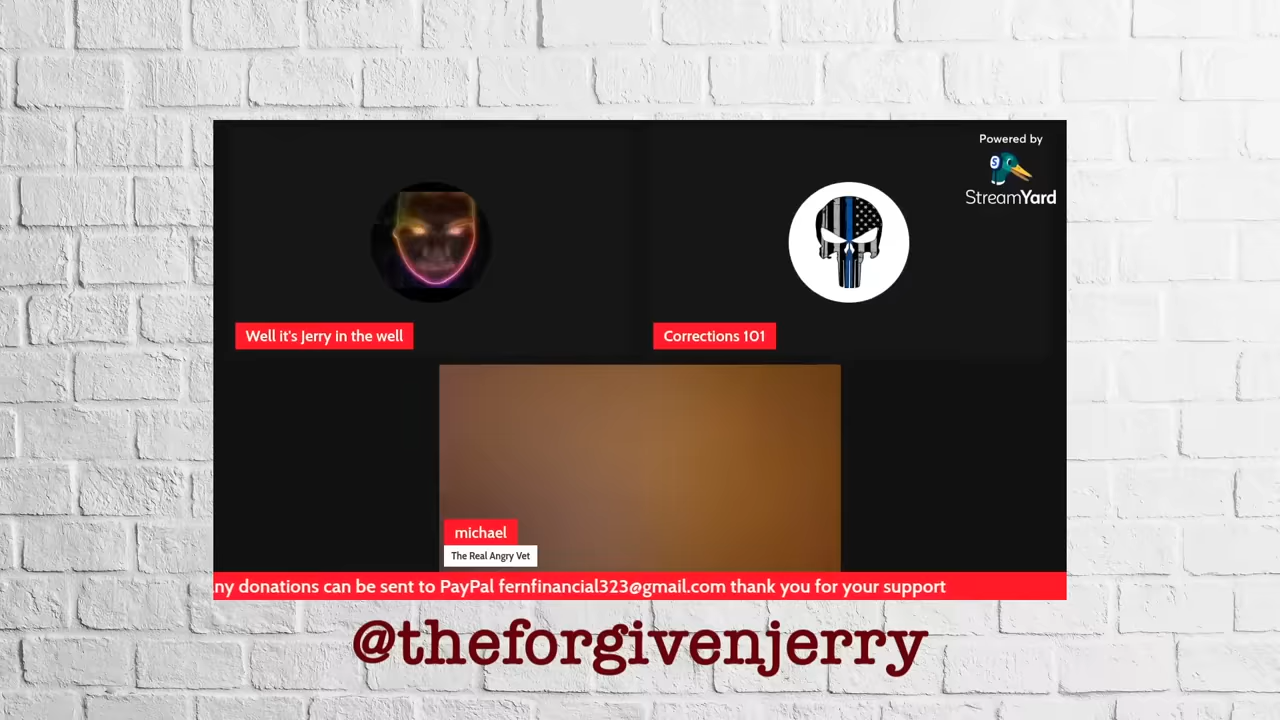 Powered by
S
StreamYard
Well it's Jerry in the well
Corrections 101
michael
The Real Angry Vet
ny donations can be sent to PayPal fernfinancial323@gmail.com thank you for your support
@theforgivenjerry